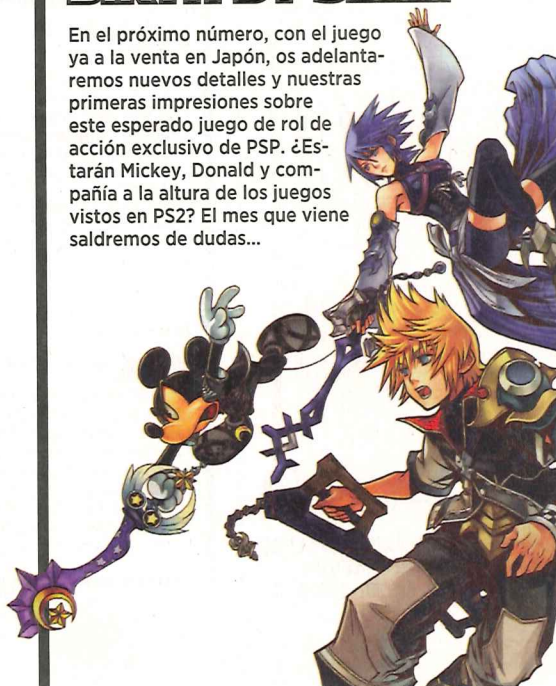 En el próximo número, con el juego
ya a la venta en Japón, os adelanta-
remos nuevos detalles y nuestras
primeras impresiones sobre
este esperado juego de rol de
acción exclusivo de PSP. ¿Es-
tarán Mickey, Donald y com-
pañía a la altura de los juegos
vistos en PS2? El mes que viene
saldremos de dudas...